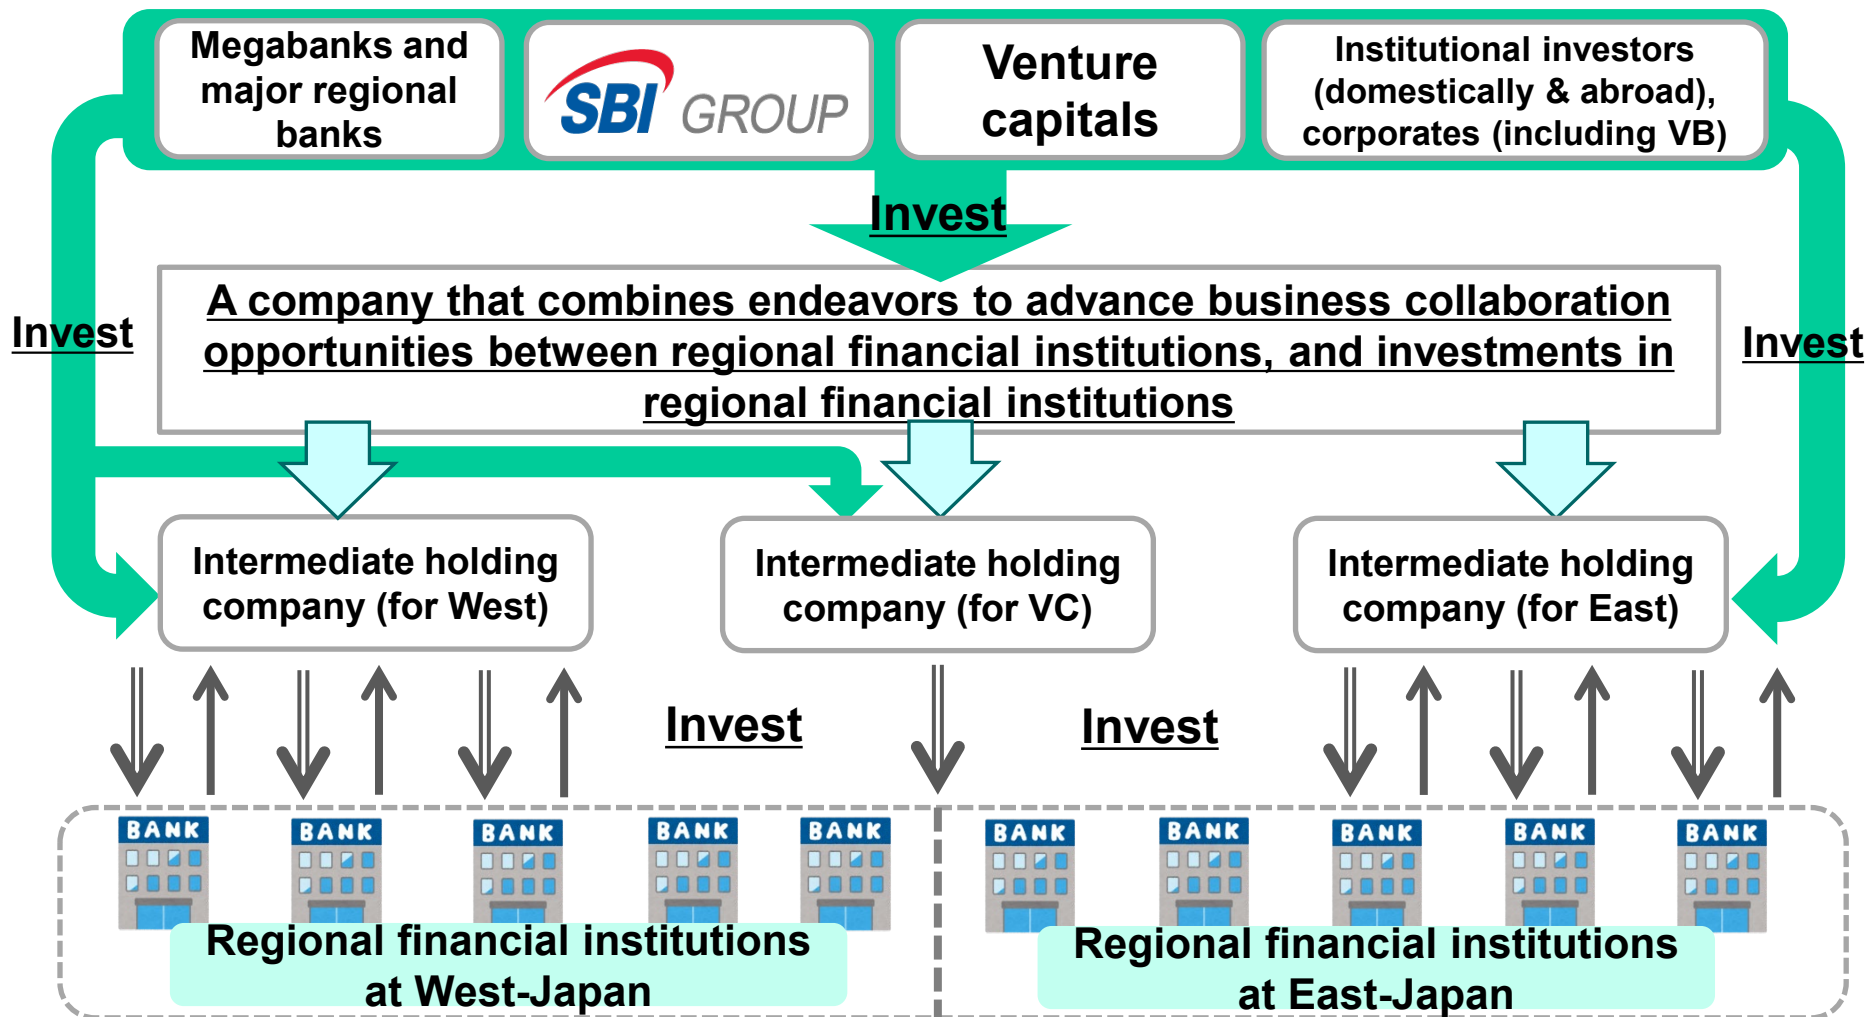 Megabanks and
major regional
banks
SBI GROUP
Venture
capitals
Institutional investors
(domestically & abroad),
corporates (including VB)
Invest
A company that combines endeavors to advance business collaboration
opportunities between regional financial institutions, and investments in
regional financial institutions
Invest
Invest
Intermediate holding
company (for West)
Intermediate holding
company (for VC)
Intermediate holding
company (for East)
Invest
Invest
BANK
BANK
BANK
BANK
BANK
BANK
BANK
BANK
BANK
BANK
Regional financial institutions
at West-Japan
Regional financial institutions
at East-Japan